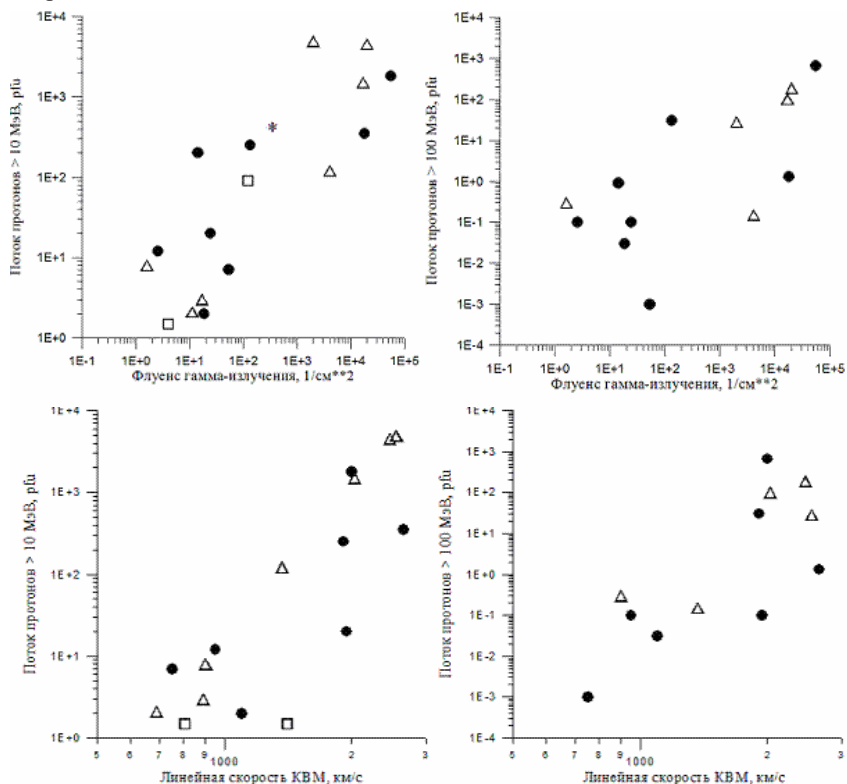 1E+4
1E+3
1E+2
1E+1
1E+0
Поток протонов > 10 МэВ, pfu
*
1E-1 1E+0 1E+1 1E+2 1E+3 1E+4 1E+5
Флуенс гамма-излучения, 1/см**2
1E+4
1E+3
1E+2
1E+1
1E+0
1E-1
1E-2
1E-3
1E-4
Поток протонов > 100 МэВ, pfu
1E-1 1E+0 1E+1 1E+2 1E+3 1E+4 1E+5
Флуенс гамма-излучения, 1/см**2
1E+4
1E+3
1E+2
1E+1
1E+0
Поток протонов > 10 МэВ, pfu
5 6 7 8 9 1000 2 3
Линейная скорость КВМ, км/с
1E+4
1E+3
1E+2
1E+1
1E+0
1E-1
1E-2
1E-3
1E-4
Поток протонов > 100 МэВ, pfu
5 6 7 8 9 1000 2 3
Линейная скорость КВМ, км/с